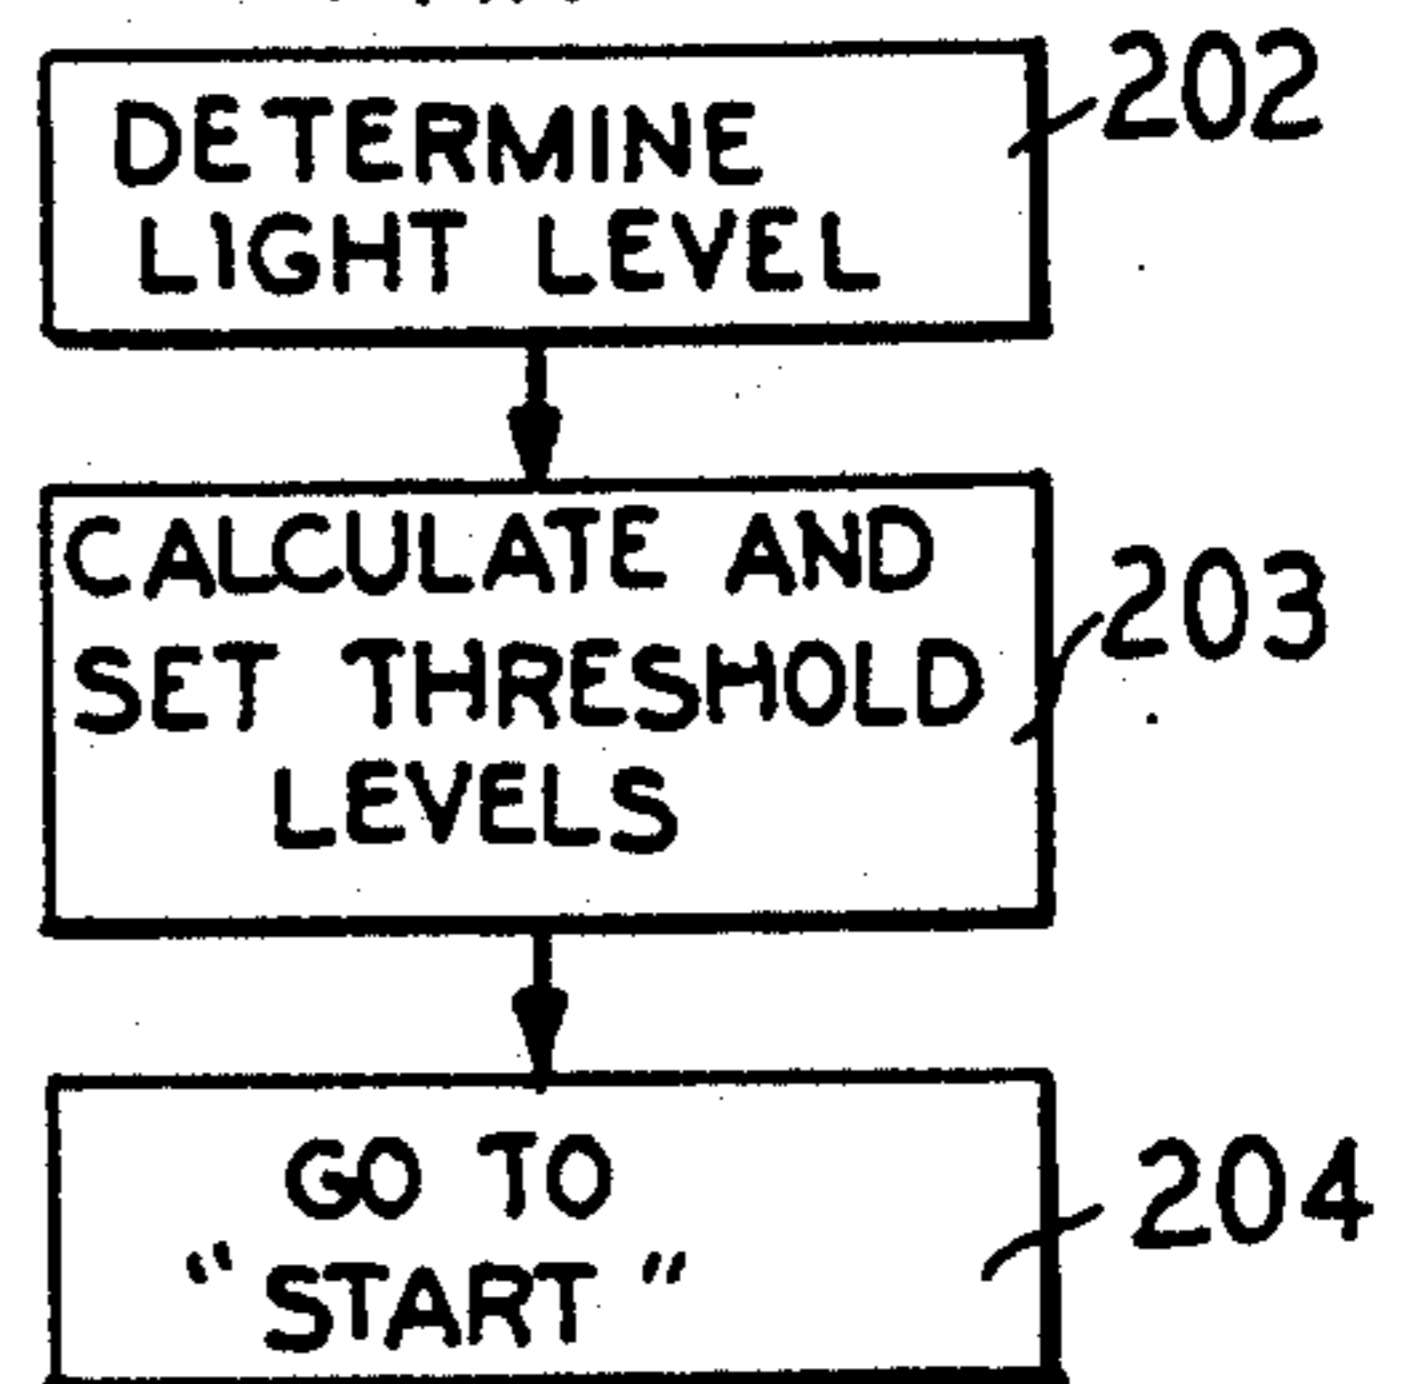 202
DETERMINE
LIGHT LEVEL
CALCULATE AND
203
SET THRESHOLD
LEVELS
GO TO
204
"START"